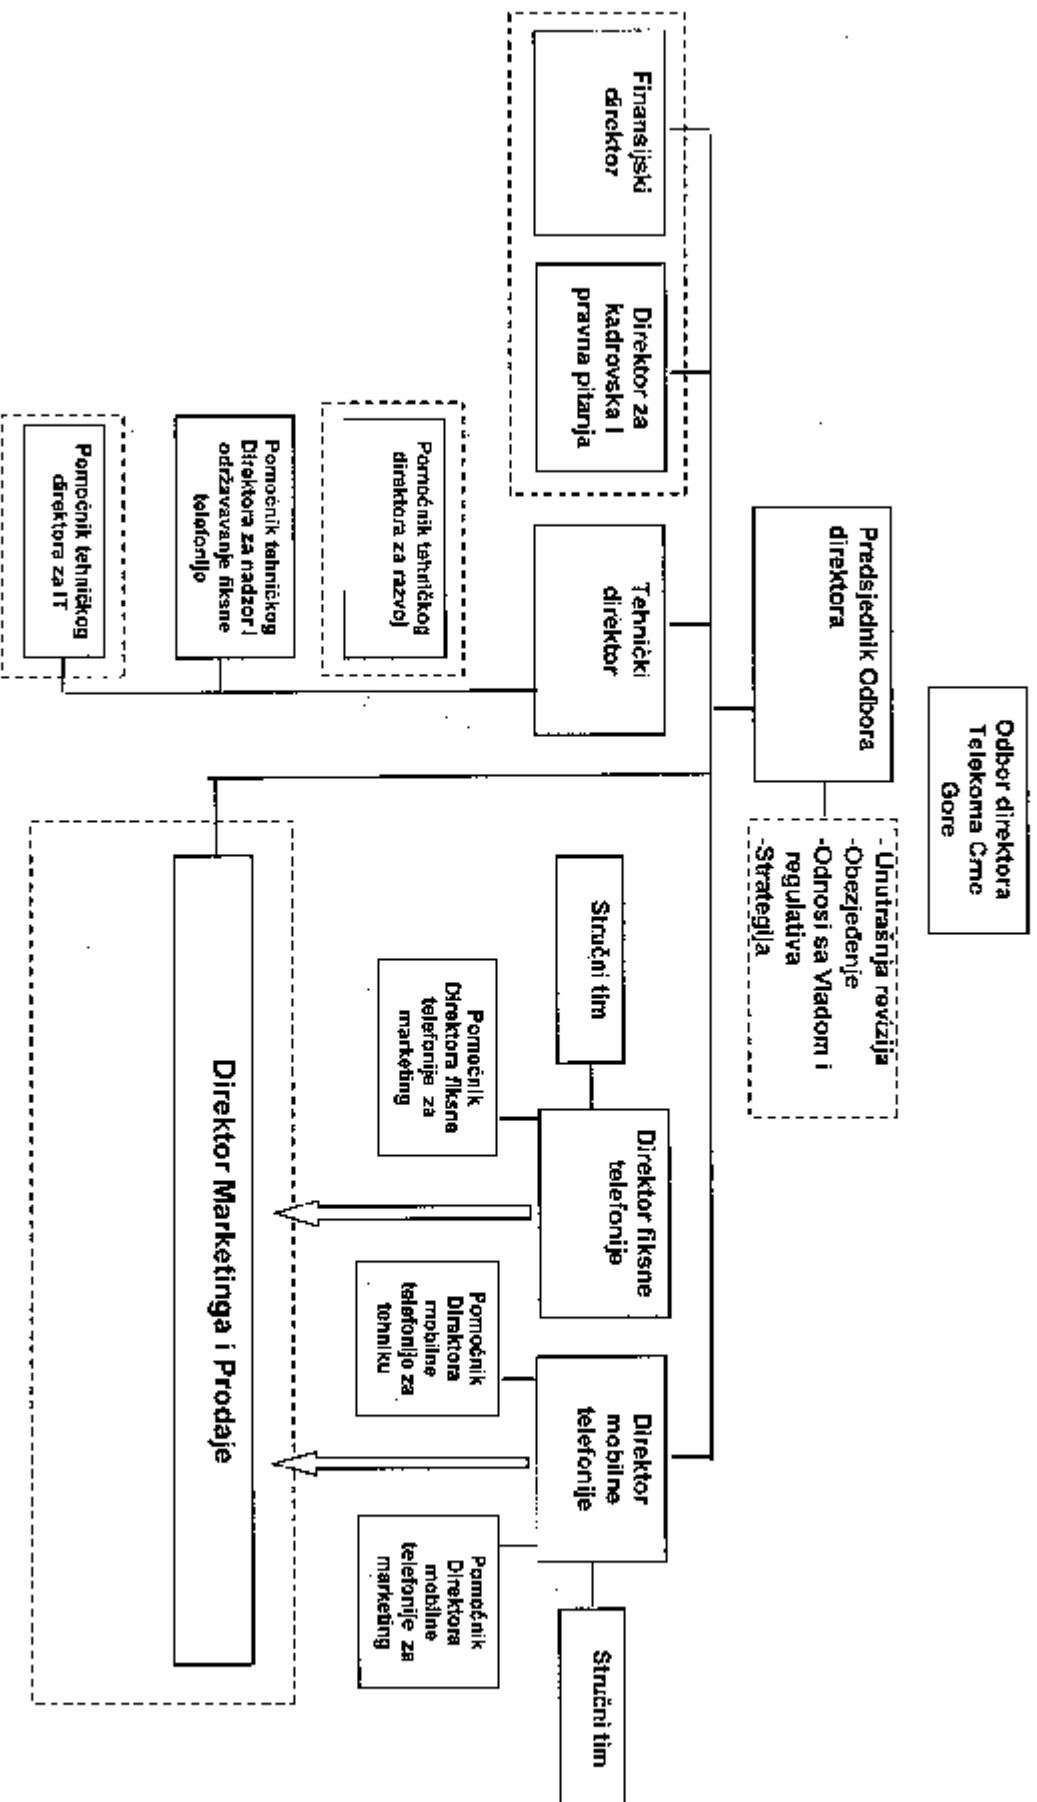 Odbor direktora
Telekoma Crne
Gore
Predsjednik Odbora
direktora
- Unutrašnja revizija
-Obezjeđenje
-Odnosi sa Vladom i
regulativa
-Strategija
Finansijski
direktor
Direktor za
kadrovska I
pravna pitanja
Tehnički
direktor
Stručni tim
Direktor fiksne
telefonije
Direktor
mobilne
telefonije
Stručni tim
Pomoćnik tehničkog
direktora za razvoj
Pomoćnik tehničkog
Direktora za nadzor i
održavavanje fiksne
telefonije
Pomoćnik tehničkog
direktora za IT
Pomoćnik
Direktora fiksne
telefonije za
marketing
Pomoćnik
Direktora
mobilne
telefonije za
tehniku
Pomoćnik
Direktora
mobilne
telefonije za
marketing
Direktor Marketinga i Prodaje